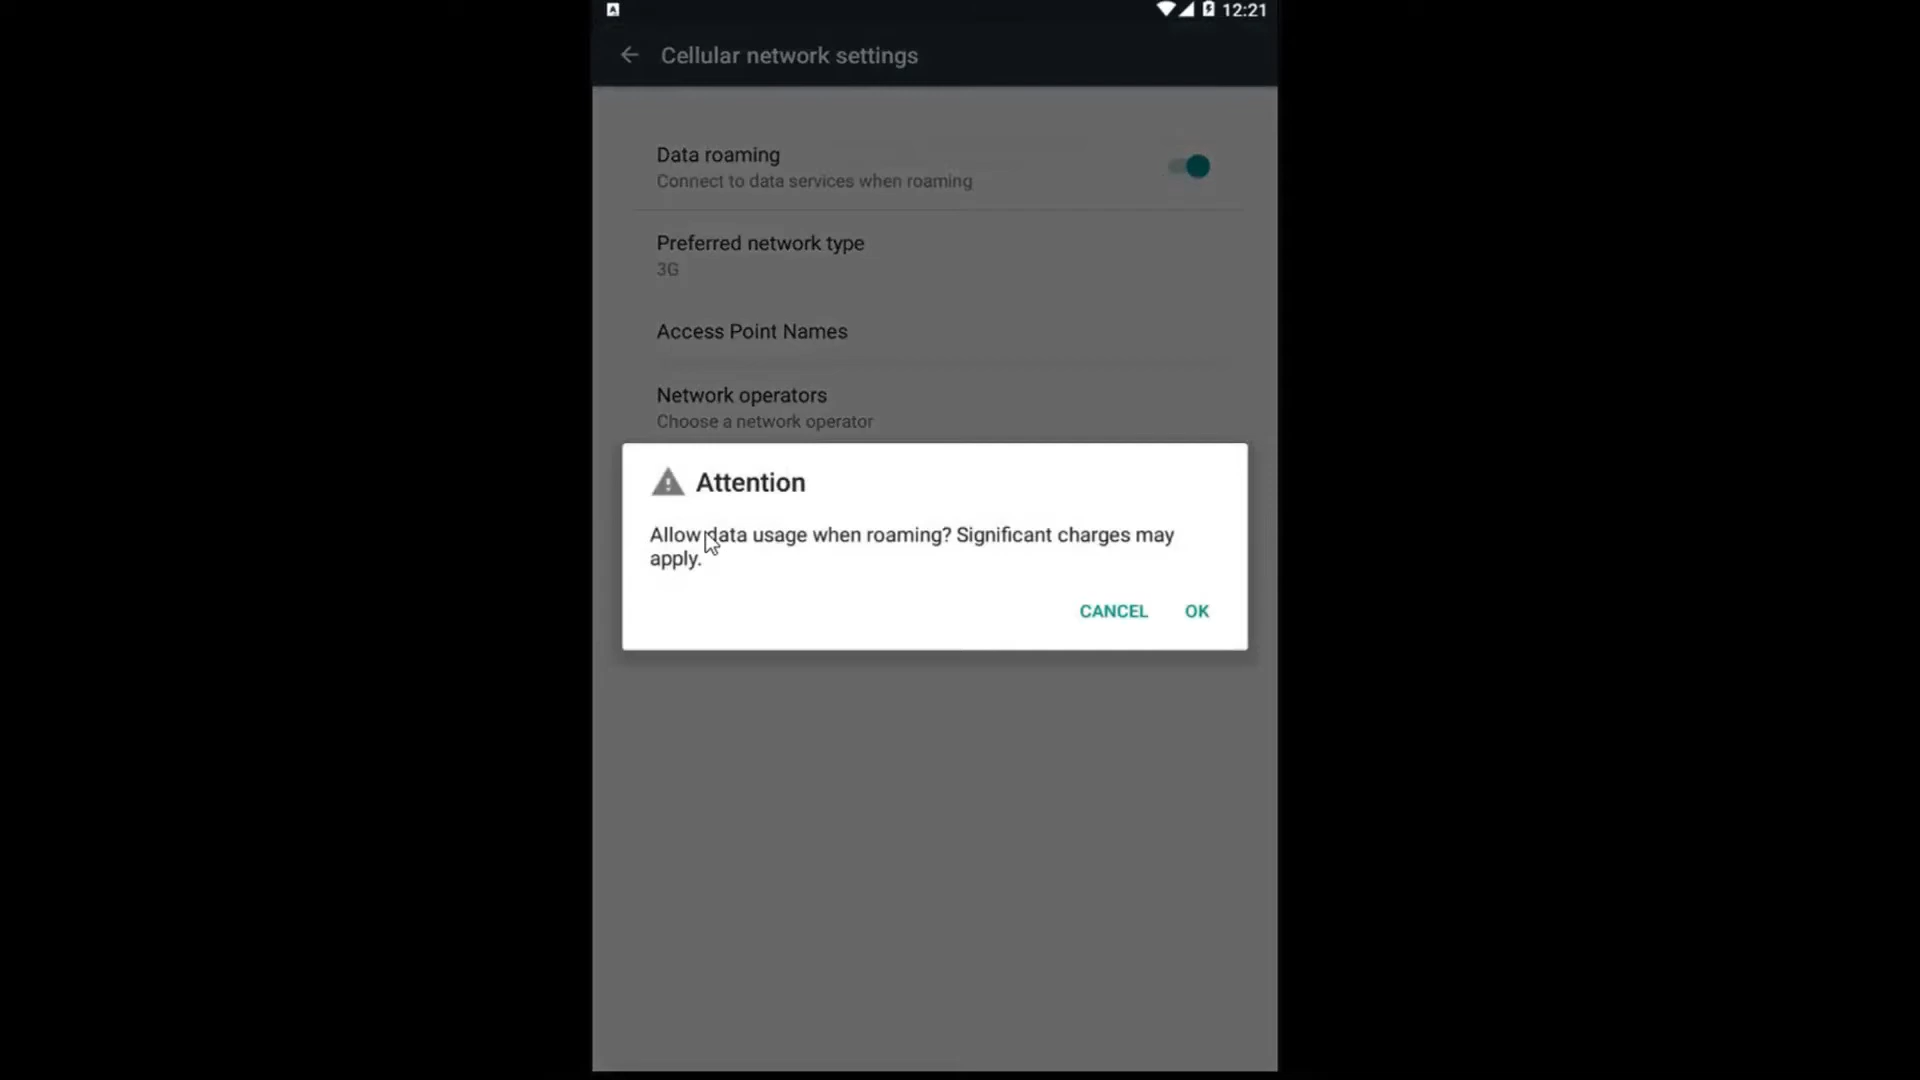 12:21
Cellular network settings
Data roaming
Connect to data services when roaming
Preferred network type
3G
Access Point Names
Network operators
Choose a network operator
Attention
Allow data usage when roaming? Significant charges may
apply.
CANCEL OK